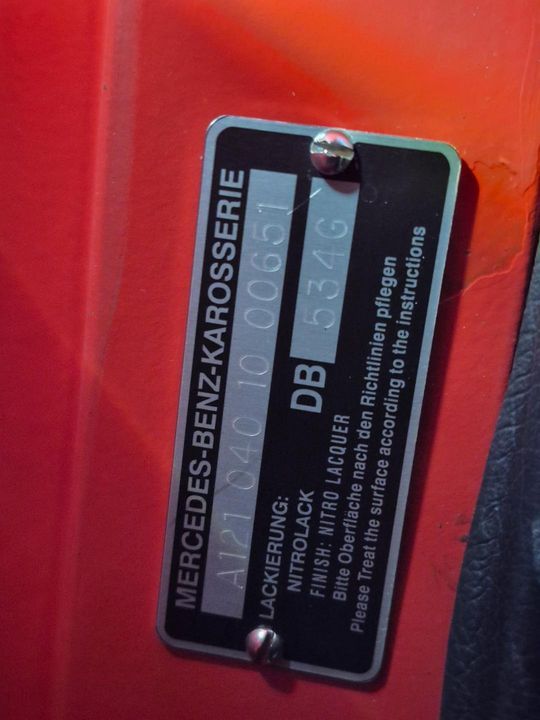 MERCEDES-BENZ-KAROSSERIE
A121 040 10 00651
LACKIERUNG:
NITROLACK DB 534G
FINISH: NITRO LACQUER
Bitte Oberfläche nach den Richtlinien pflegen
Please Treat the surface according to the instructions